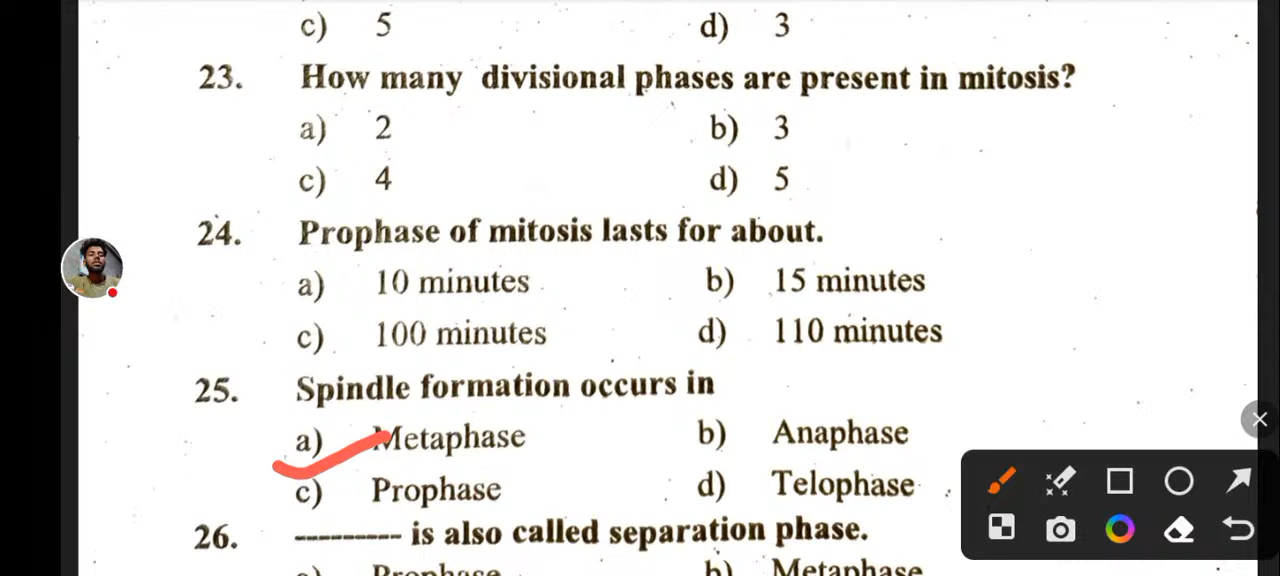 c) 5 d) 3
23. How many divisional phases are present in mitosis?
a) 2 b) 3
c) 4 d) 5
24. Prophase of mitosis lasts for about.
a) 10 minutes b) 15 minutes
c) 100 minutes d) 110 minutes
25. Spindle formation occurs in
a) Metaphase b) Anaphase
c) Prophase d) Telophase
26. --------- is also called separation phase.
a) Prophase b) Metaphase